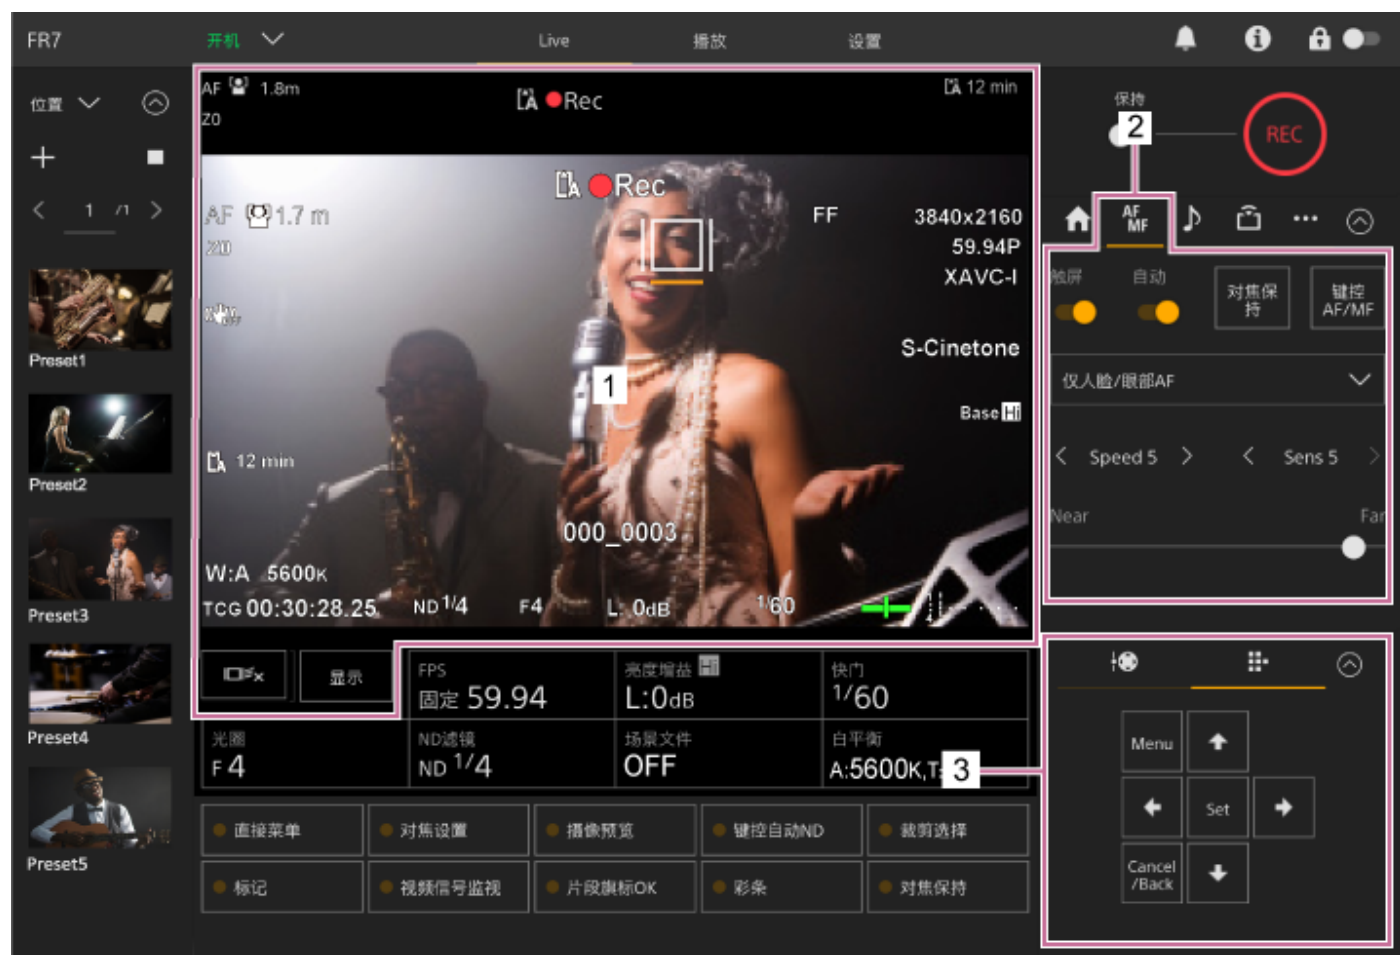 FR7
开机
Live
播放
设置
位置
1 /1
Preset1
Preset2
Preset3
Preset4
Preset5
AF 1.8m
Z0
A Rec
A 12 min
A Rec
AF 1.7 m
Z0
OFF
FF
3840x2160
59.94P
XAVC-I
S-Cinetone
Base Hi
1
A 12 min
000_0003
W:A 5600K
TCG 00:30:28.25
ND 1/4
F4
L: 0dB
1/60
显示
FPS
固定 59.94
亮度增益 Hi
L:0dB
快门
1/60
光圈
F 4
ND滤镜
ND 1/4
场景文件
OFF
白平衡
A:5600K,T:
3
直接菜单
对焦设置
摄像预览
键控自动ND
裁剪选择
标记
视频信号监视
片段旗标OK
彩条
对焦保持
保持
2
REC
AF
MF
触屏
自动
对焦保
持
键控
AF/MF
仅人脸/眼部AF
Speed 5
Sens 5
Near
Far
Menu
Set
Cancel
/Back